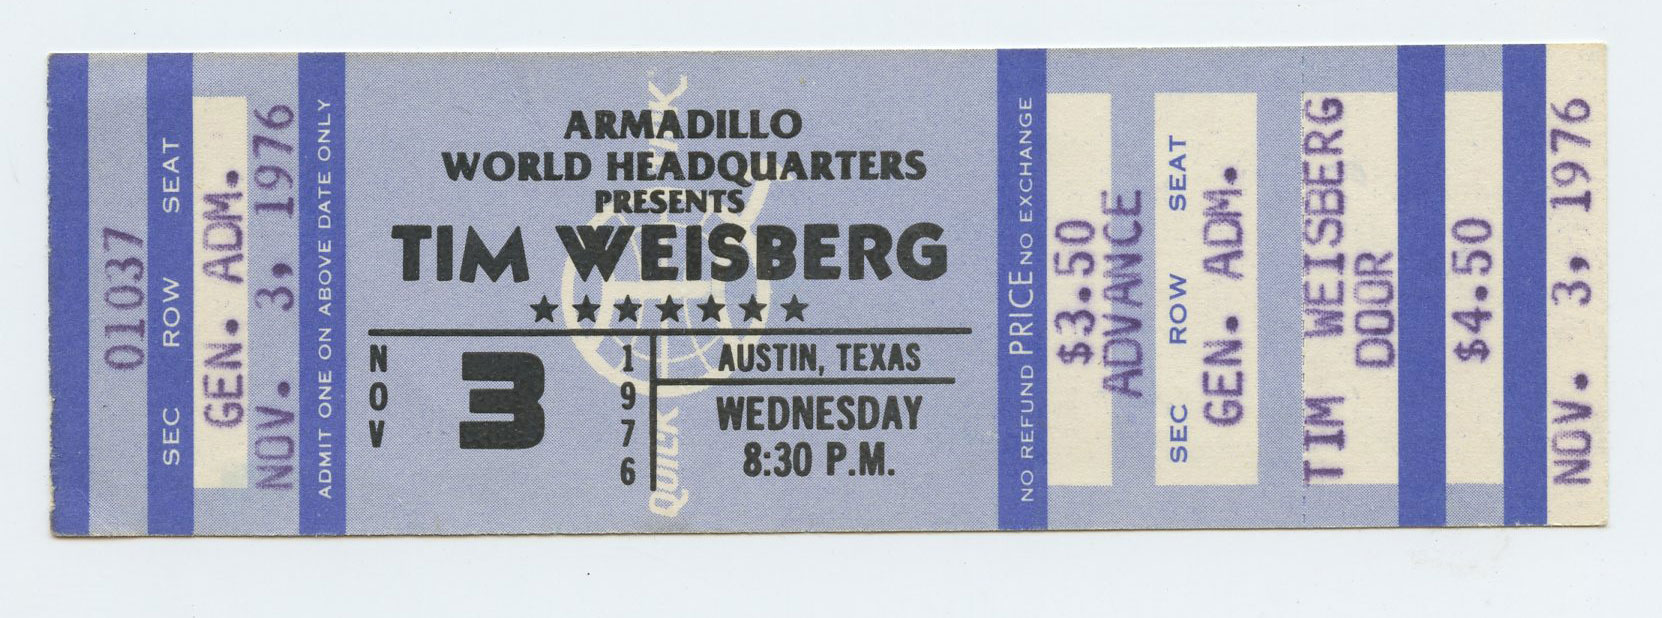 01037
SEC ROW SEAT
GEN. ADM.
NOV. 3, 1976
ADMIT ONE ON ABOVE DATE ONLY
ARMADILLO
WORLD HEADQUARTERS
PRESENTS
TIM WEISBERG
★★★★★★★
NOV
3
1976
AUSTIN, TEXAS
WEDNESDAY
8:30 P.M.
QUICK
NO REFUND PRICE NO EXCHANGE
$3.50
ADVANCE
SEC ROW SEAT
GEN. ADM.
TIM WEISBERG
DOOR
$4.50
NOV. 3, 1976